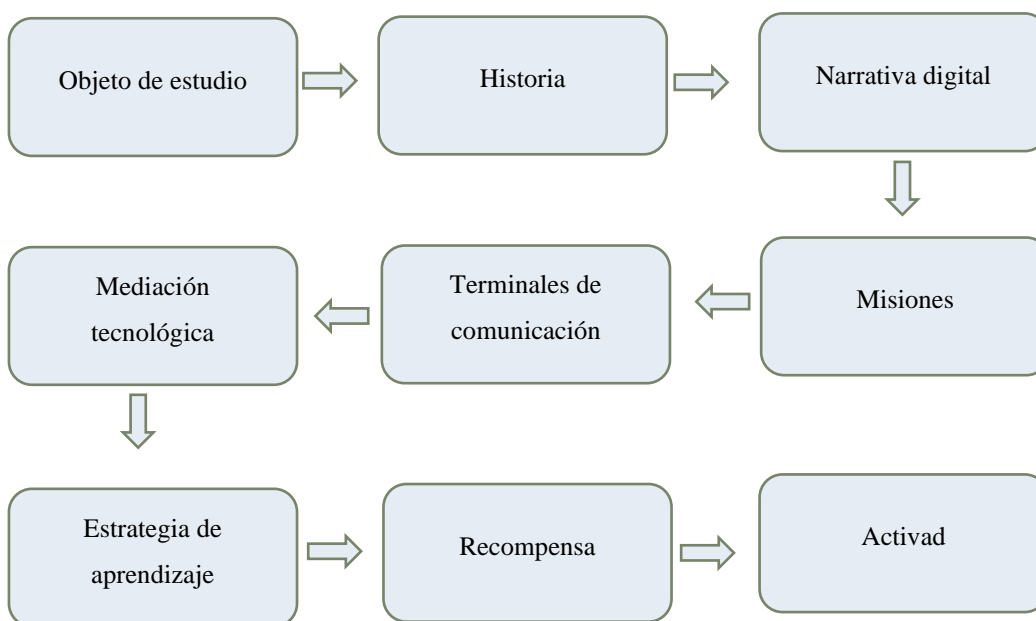 Objeto de estudio
Historia
Narrativa digital
Misiones
Terminales de
comunicación
Mediación
tecnológica
Estrategia de
aprendizaje
Recompensa
Activad